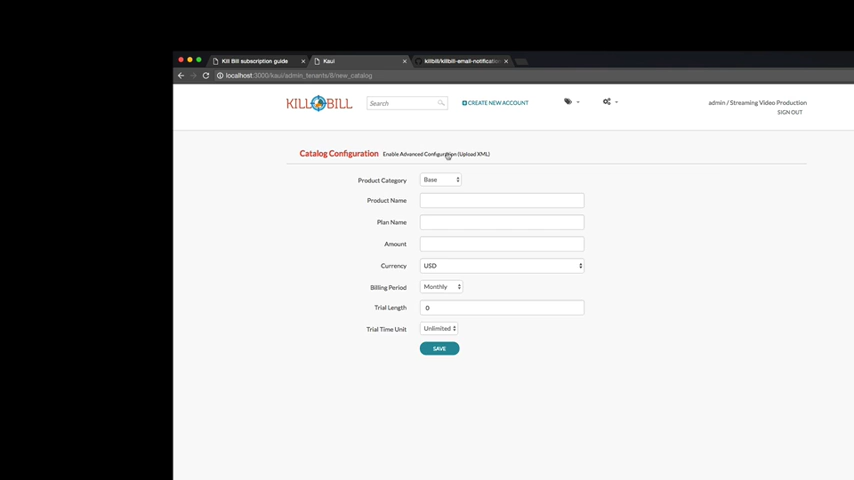 Kill Bill subscription guide
Kaui
killbill/killbill-email-notification
localhost:3000/kaui/admin_tenants/8/new_catalog
KILL BILL
Search
CREATE NEW ACCOUNT
admin / Streaming Video Production
SIGN OUT
Catalog Configuration Enable Advanced Configuration (Upload XML)
Product Category Base
Product Name
Plan Name
Amount
Currency USD
Billing Period Monthly
Trial Length 0
Trial Time Unit Unlimited
SAVE